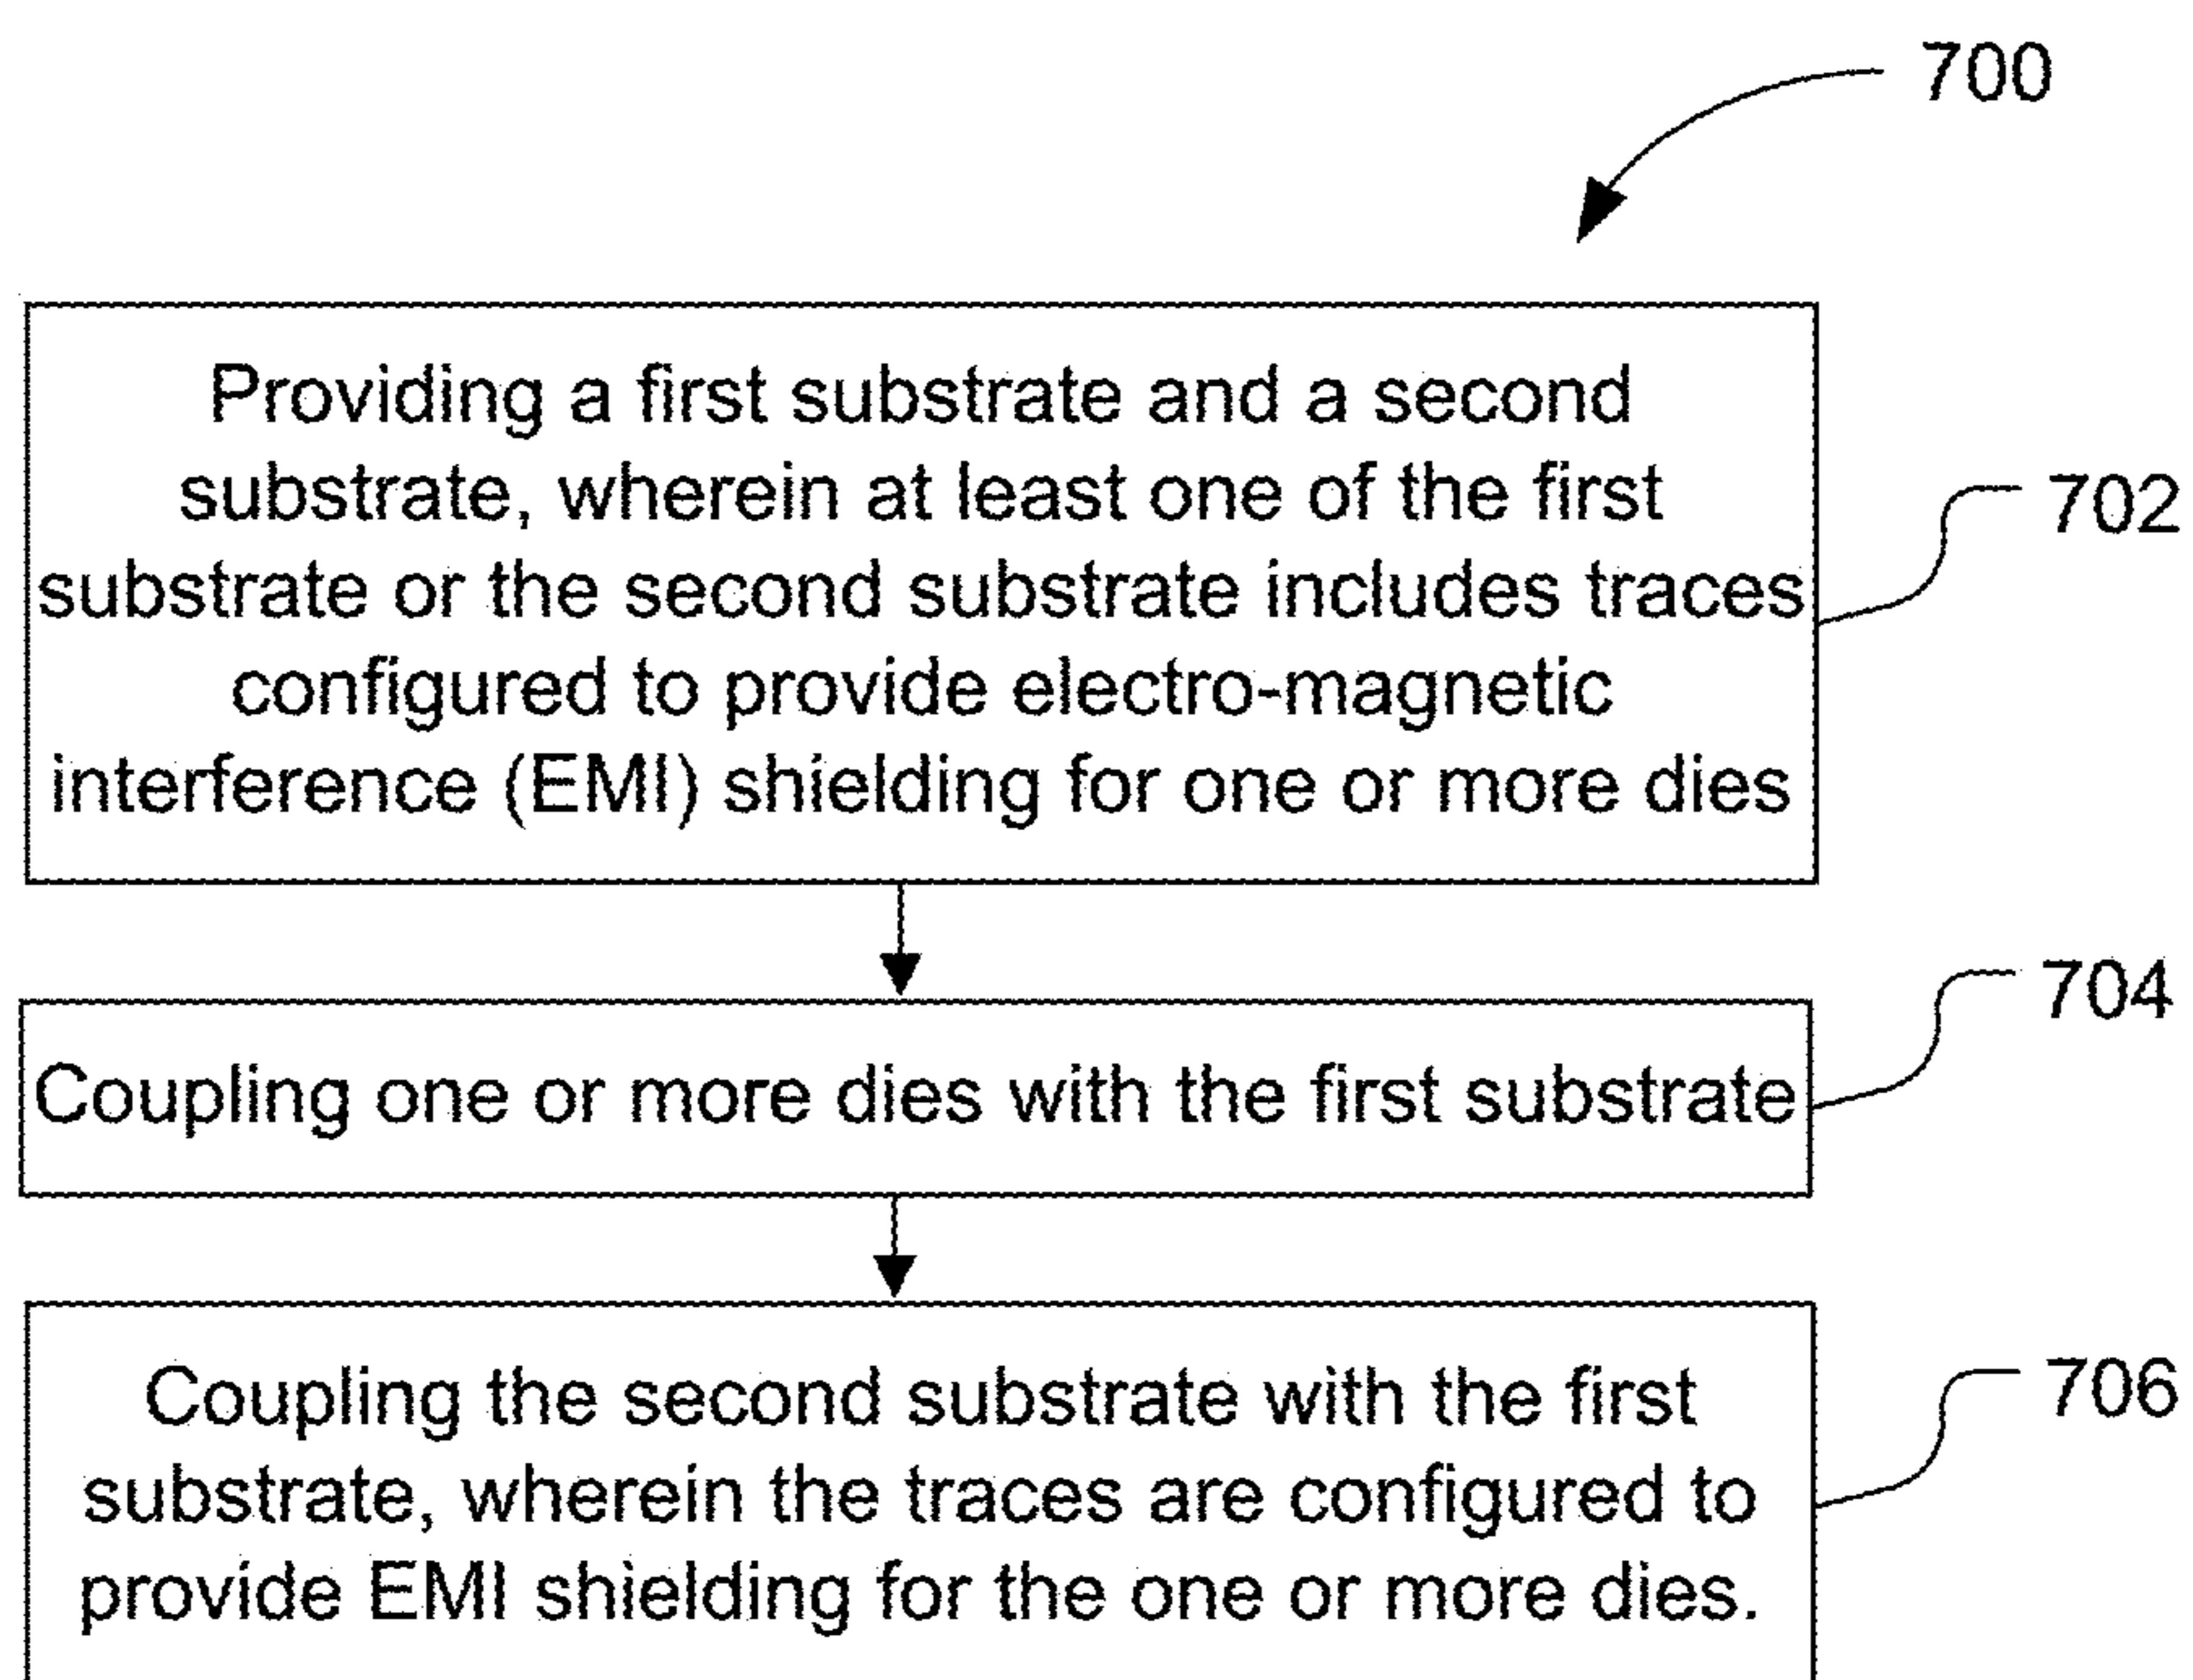 700
Providing a first substrate and a second
substrate, wherein at least one of the first
substrate or the second substrate includes traces
configured to provide electro-magnetic
interference (EMI) shielding for one or more dies
702
Coupling one or more dies with the first substrate
704
Coupling the second substrate with the first
substrate, wherein the traces are configured to
provide EMI shielding for the one or more dies.
706